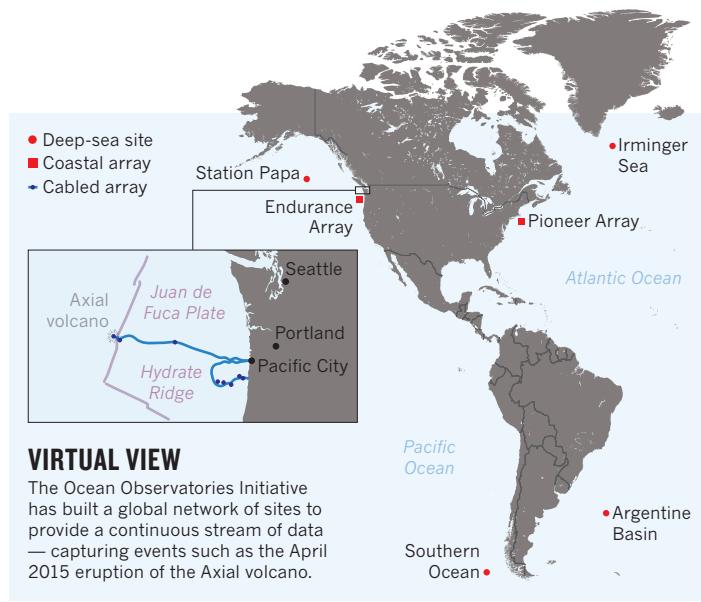 Deep-sea site
Coastal array
Cabled array
Irminger
Sea
Station Papa
Endurance
Array
Pioneer Array
Atlantic Ocean
Seattle
Axial
volcano
Juan de
Fuca Plate
Portland
Pacific City
Hydrate
Ridge
Pacific
Ocean
VIRTUAL VIEW
The Ocean Observatories Initiative
has built a global network of sites to
provide a continuous stream of data
— capturing events such as the April
2015 eruption of the Axial volcano.
Argentine
Basin
Southern
Ocean